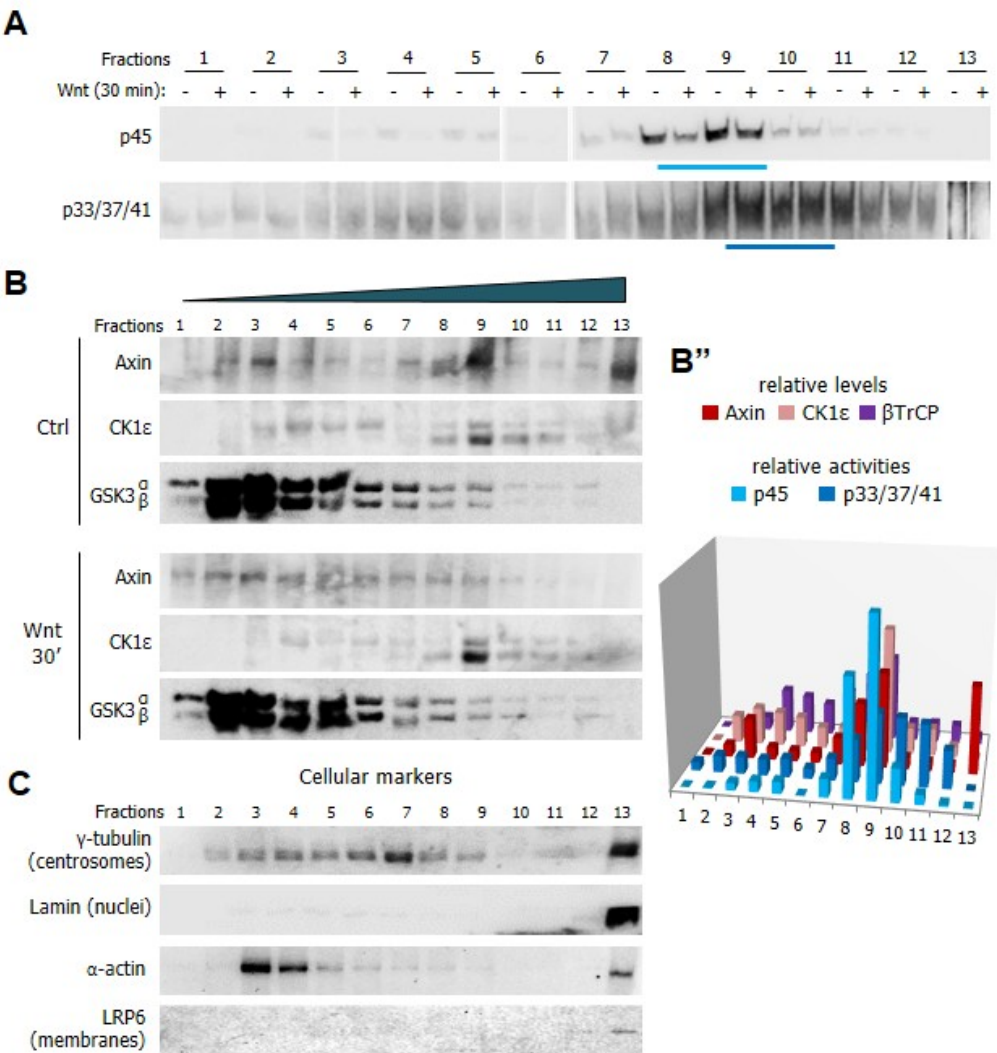 A
Fractions 1 2 3 4 5 6 7 8 9 10 11 12 13
Wnt (30 min): - + - + - + - + - + - + - + - + - + - + - + - + - +
p45
p33/37/41
B
Fractions 1 2 3 4 5 6 7 8 9 10 11 12 13
Ctrl
Axin
CK1ε
GSK3 α
β
Wnt
30′
Axin
CK1ε
GSK3 α
β
B”
relative levels
Axin CK1ε βTrCP
relative activities
p45 p33/37/41
1 2 3 4 5 6 7 8 9 10 11 12 13
C
Cellular markers
Fractions 1 2 3 4 5 6 7 8 9 10 11 12 13
γ-tubulin
(centrosomes)
Lamin (nuclei)
α-actin
LRP6
(membranes)